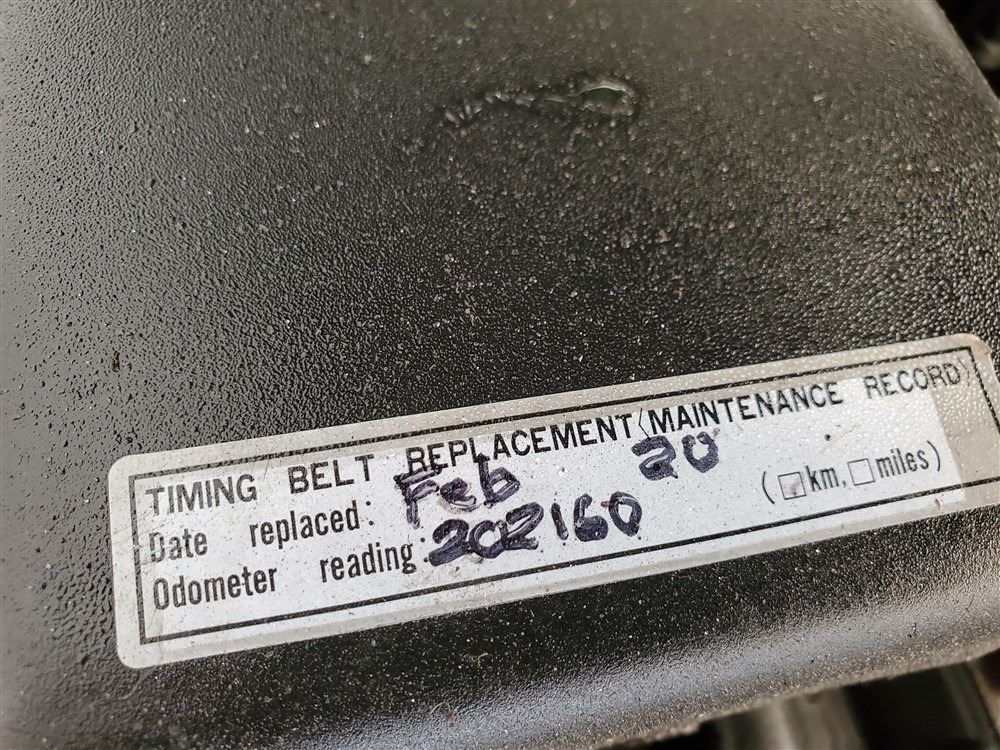 TIMING BELT REPLACEMENT (MAINTENANCE RECORD)
Date replaced: Feb 20
Odometer reading: 202160 (☐km, ☐miles)